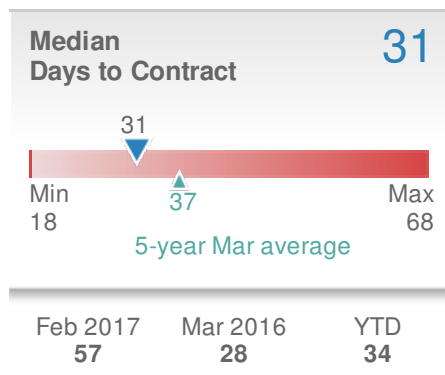 Median
Days to Contract
31
31
Min
18
37
Max
68
5-year Mar average
Feb 2017
57
Mar 2016
28
YTD
34